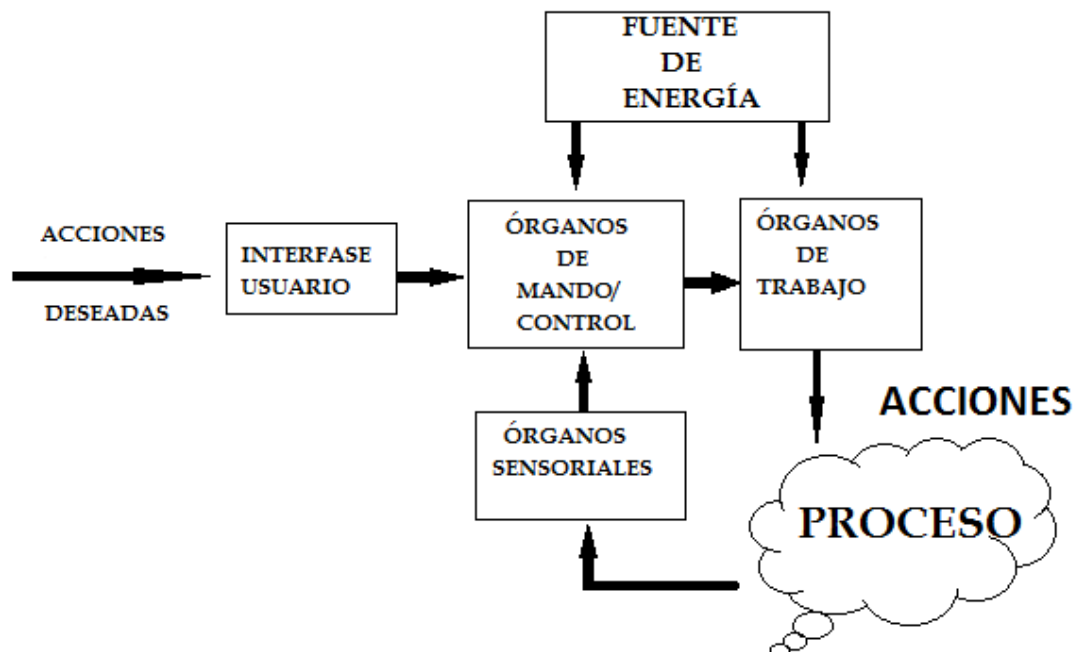 FUENTE
DE
ENERGÍA
ACCIONES
DESEADAS
INTERFASE
USUARIO
ÓRGANOS
DE
MANDO/
CONTROL
ÓRGANOS
DE
TRABAJO
ÓRGANOS
SENSORIALES
ACCIONES
PROCESO